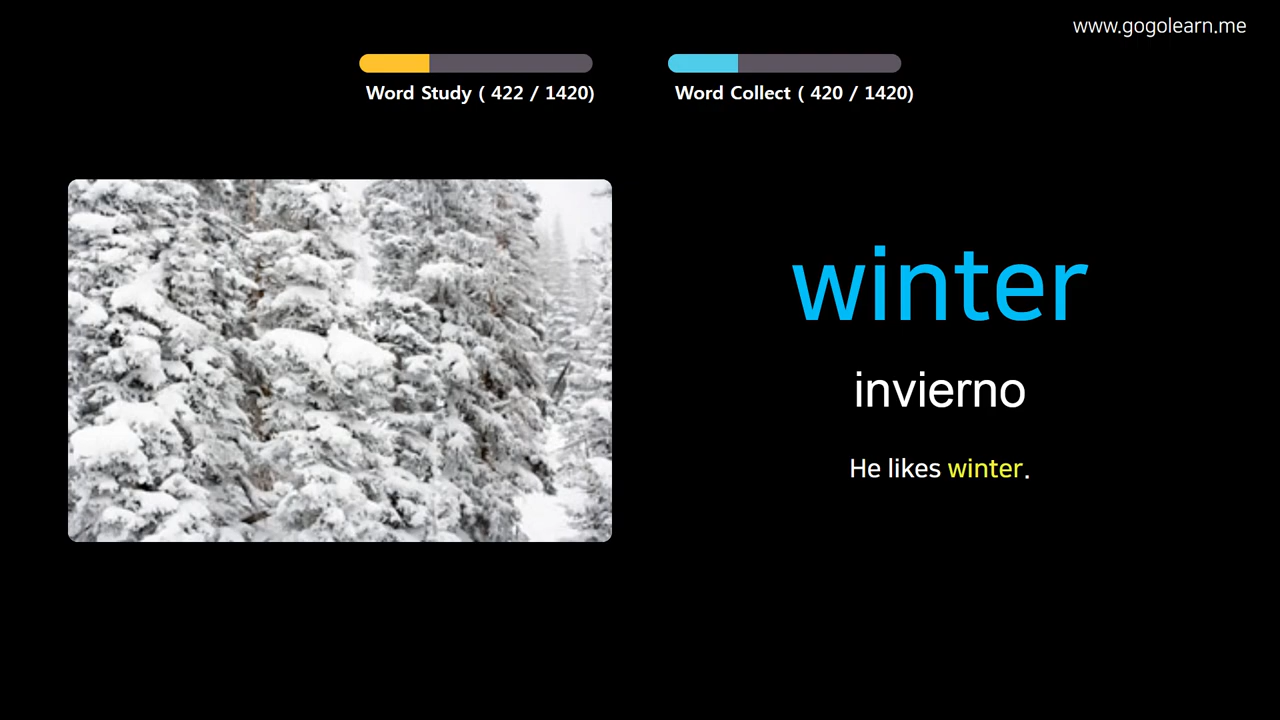 www.gogolearn.me
Word Study ( 422 / 1420)
Word Collect ( 420 / 1420)
winter
invierno
He likes winter.